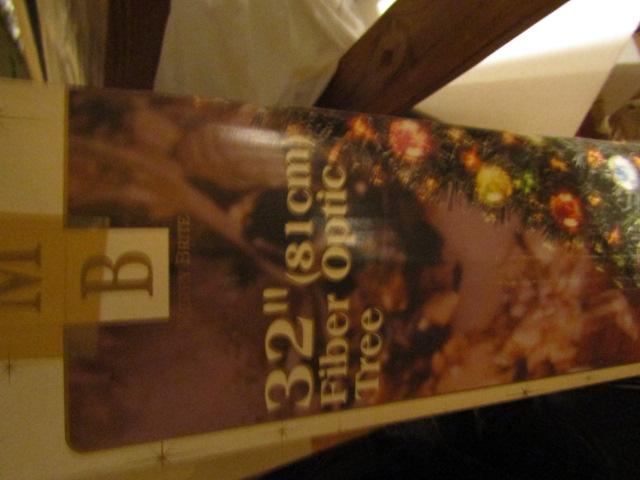 M
B
32" (81cm)
Fiber Optic
Tree